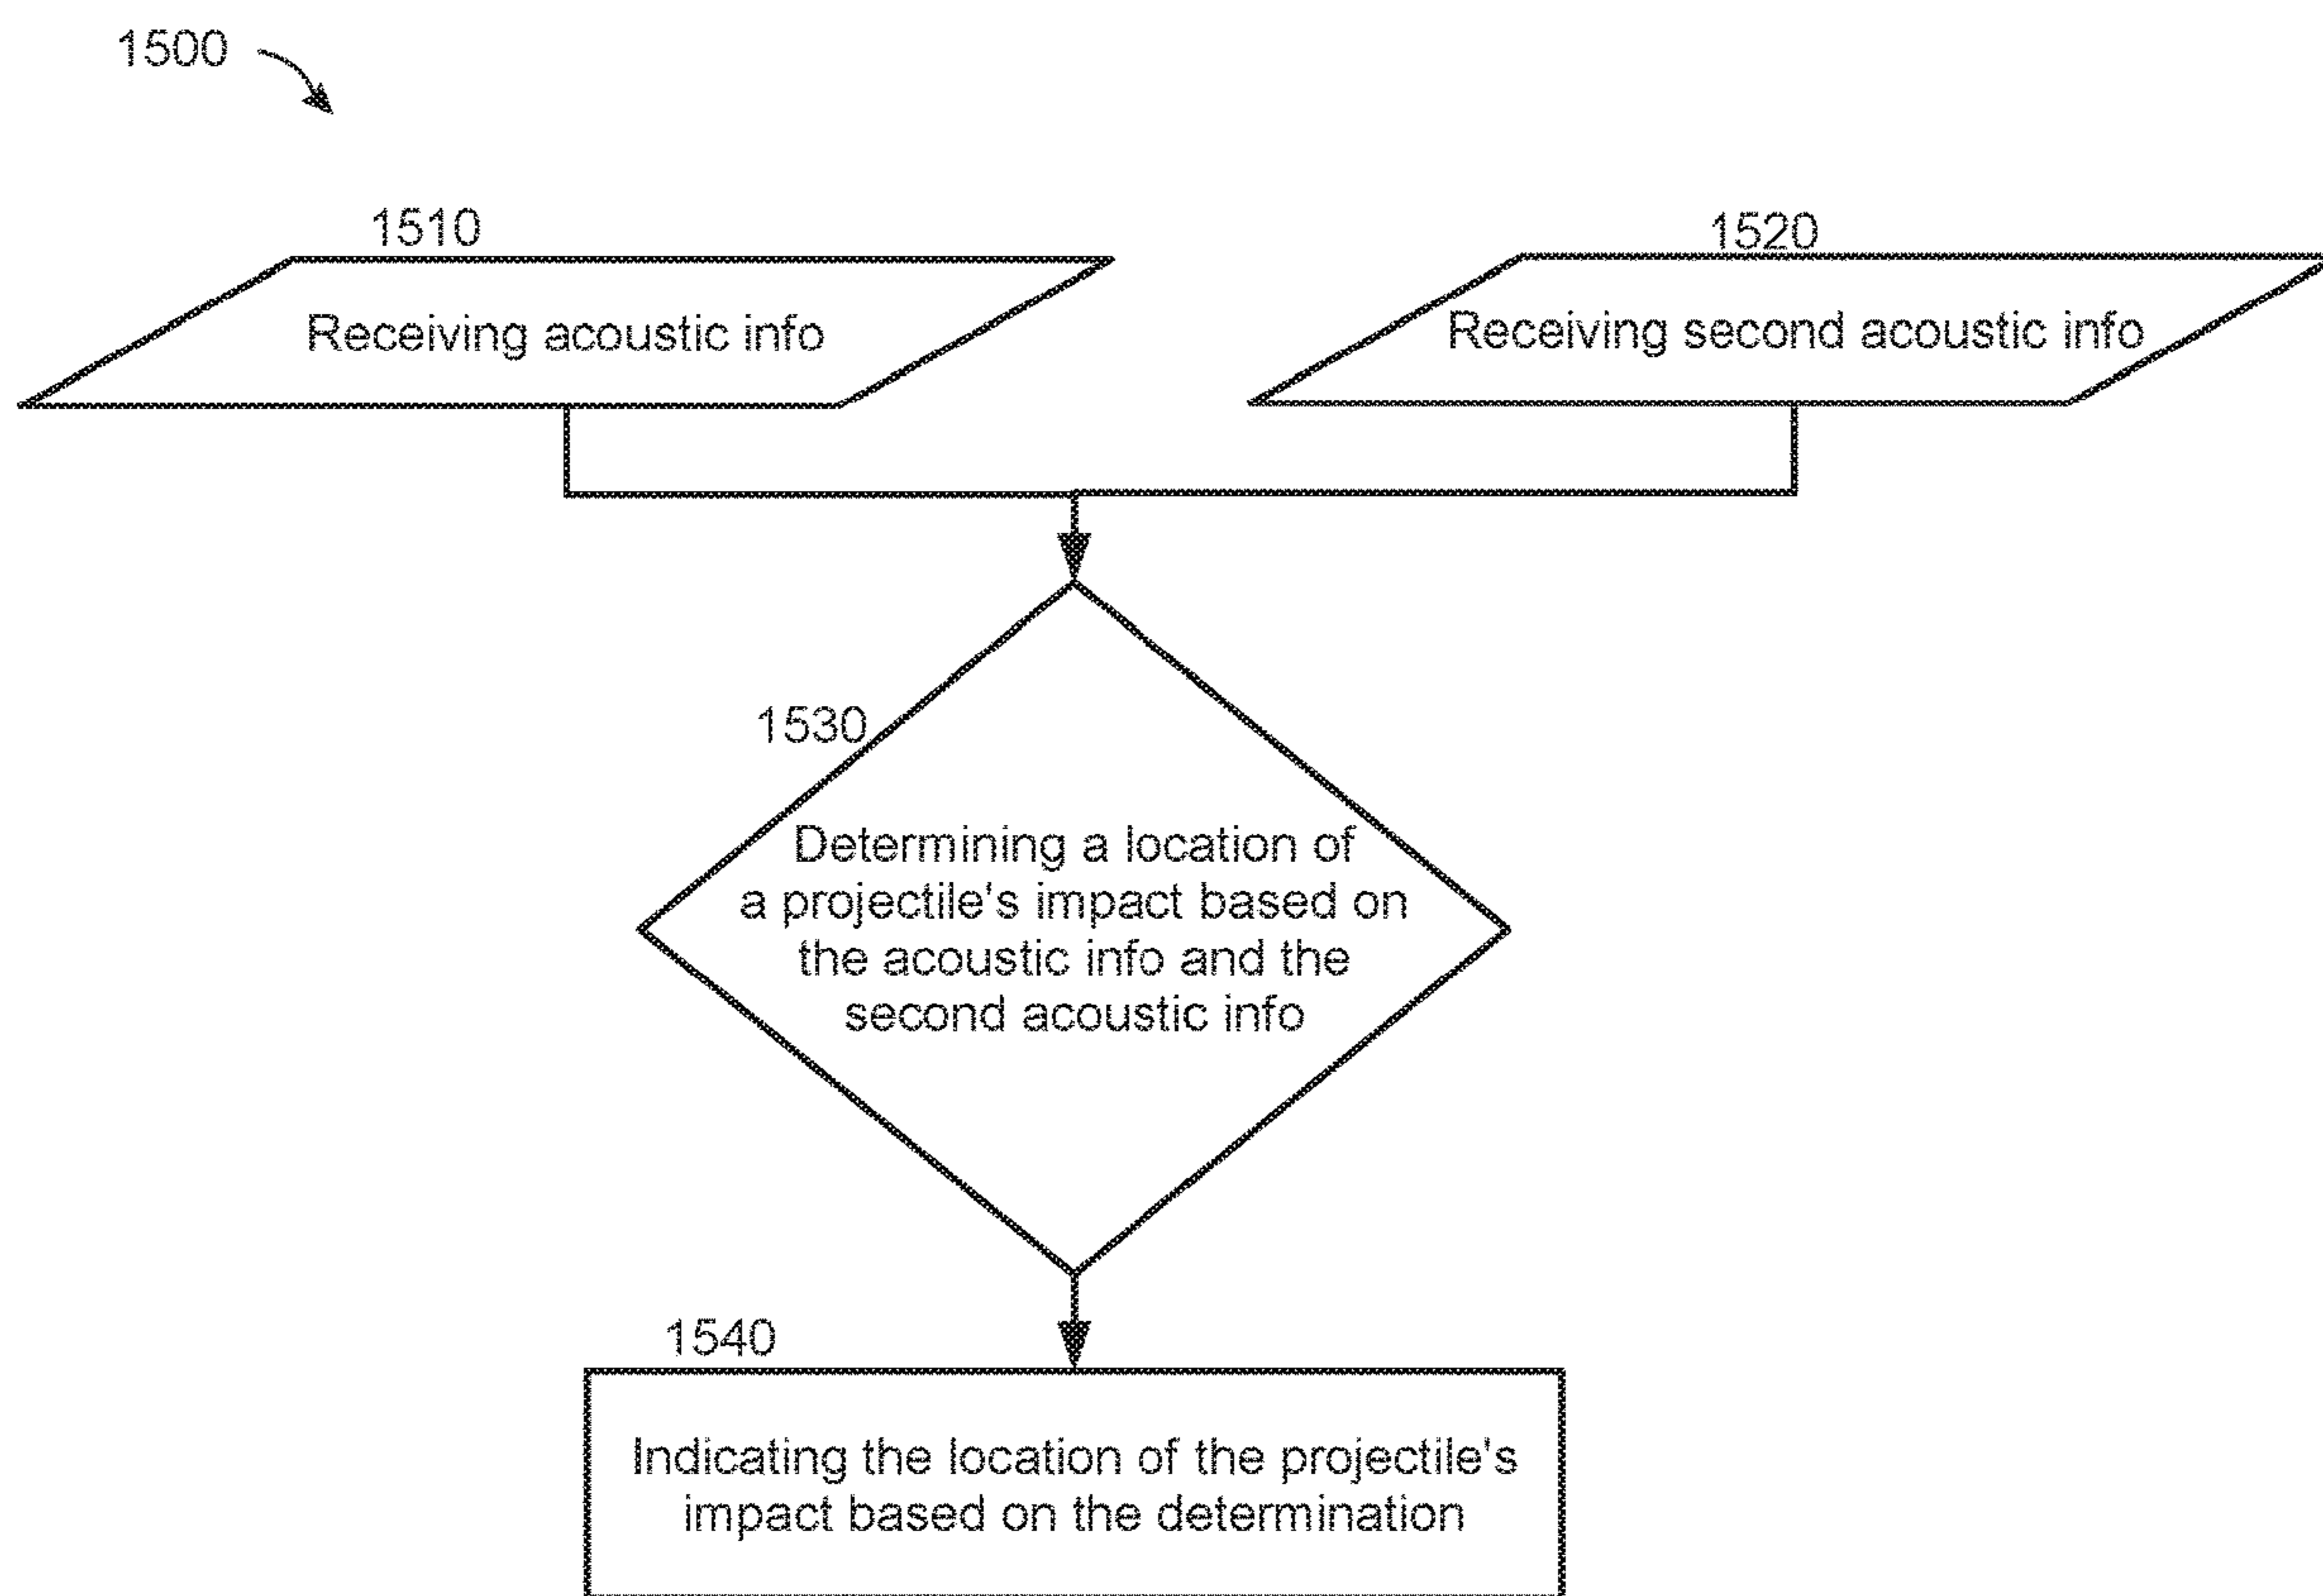 1500
1510
Receiving acoustic info
1520
Receiving second acoustic info
1530
Determining a location of
a projectile's impact based on
the acoustic info and the
second acoustic info
1540
Indicating the location of the projectile's
impact based on the determination